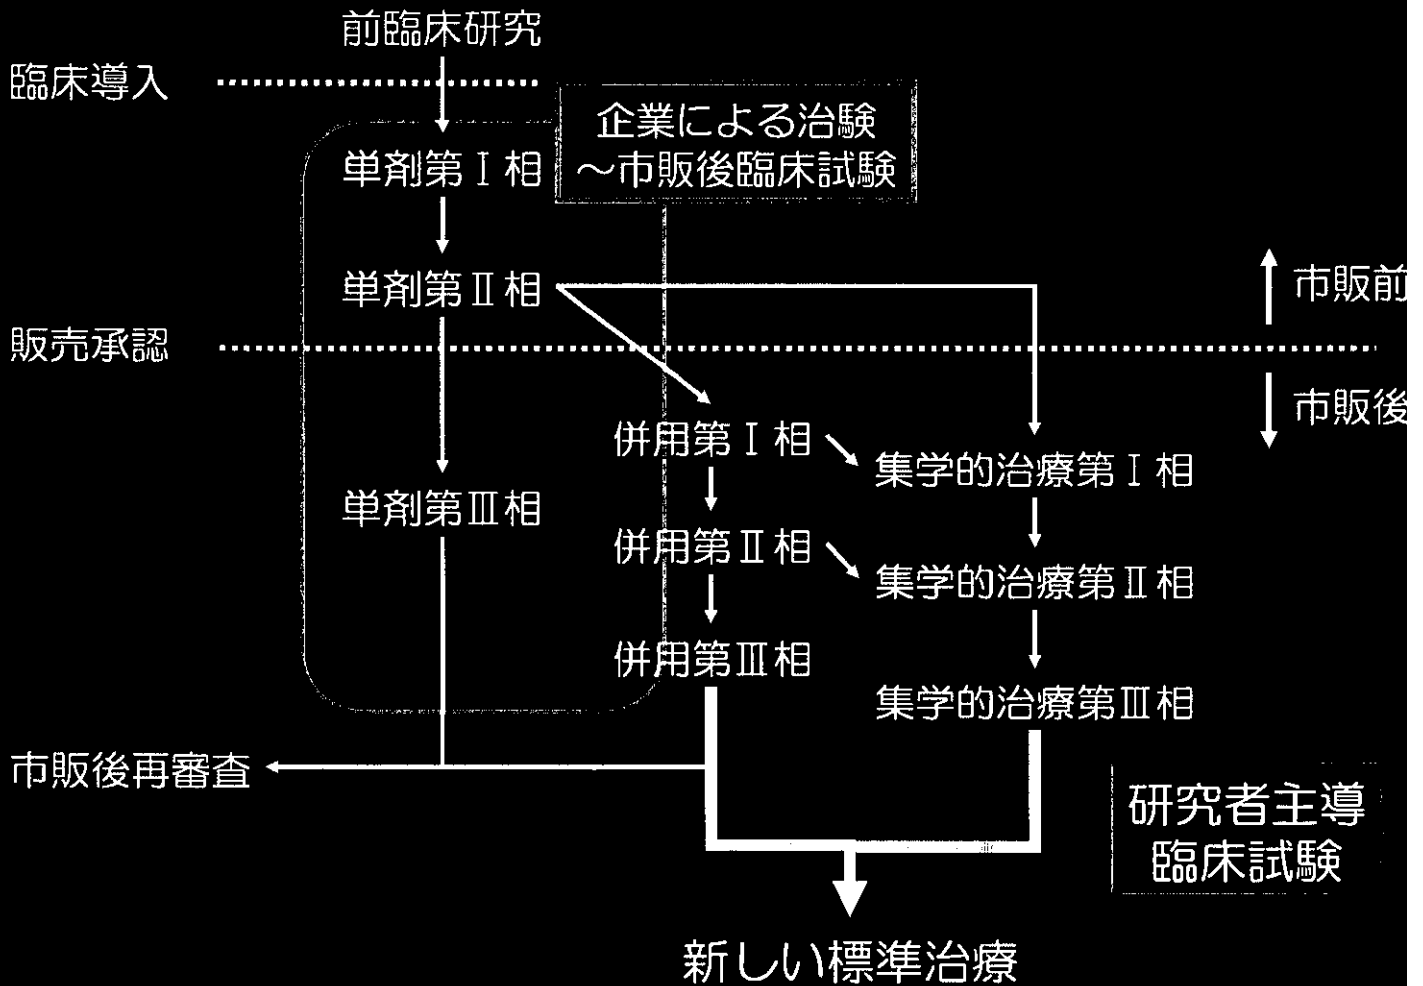 前臨床研究
臨床導入
企業による治験
～市販後臨床試験
単剤第Ⅰ相
単剤第Ⅱ相
市販前
販売承認
市販後
併用第Ⅰ相
集学的治療第Ⅰ相
単剤第Ⅲ相
併用第Ⅱ相
集学的治療第Ⅱ相
併用第Ⅲ相
集学的治療第Ⅲ相
市販後再審査
研究者主導
臨床試験
新しい標準治療